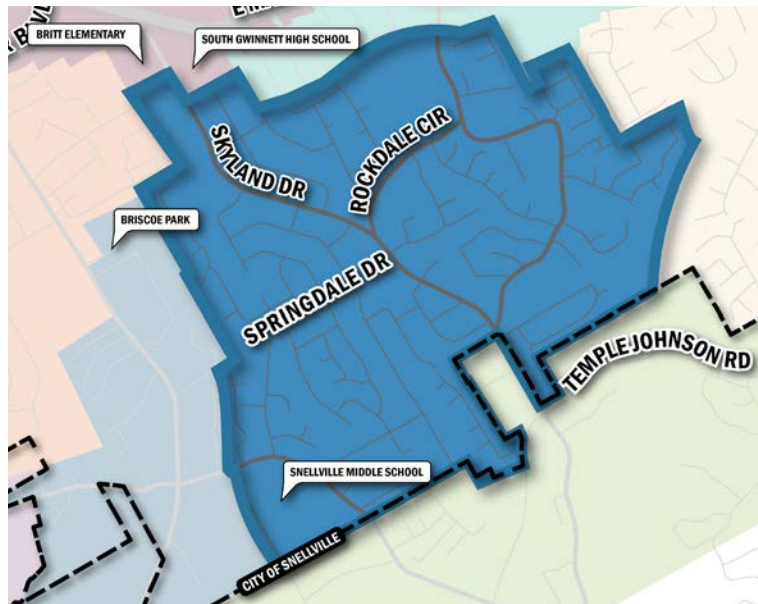 BRITT ELEMENTARY
SOUTH GWINNETT HIGH SCHOOL
SKYLAND DR
ROCKDALE CIR
BRISCOE PARK
SPRINGDALE DR
TEMPLE JOHNSON RD
SNELLVILLE MIDDLE SCHOOL
CITY OF SNELLVILLE